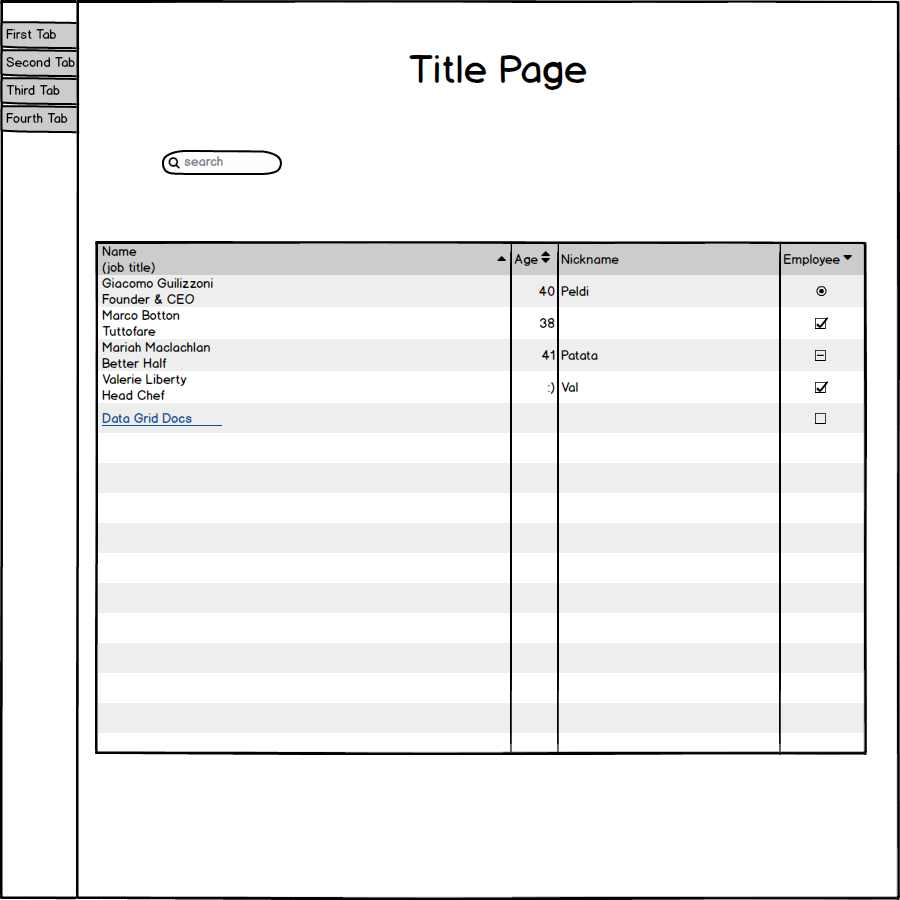 First Tab
Second Tab
Third Tab
Fourth Tab
Title Page
search
Name
(job title)
Age
Nickname
Employee
Giacomo Guilizzoni
Founder & CEO
40
Peldi
Marco Botton
Tuttofare
38
Mariah Maclachlan
Better Half
41
Patata
Valerie Liberty
Head Chef
:)
Val
Data Grid Docs